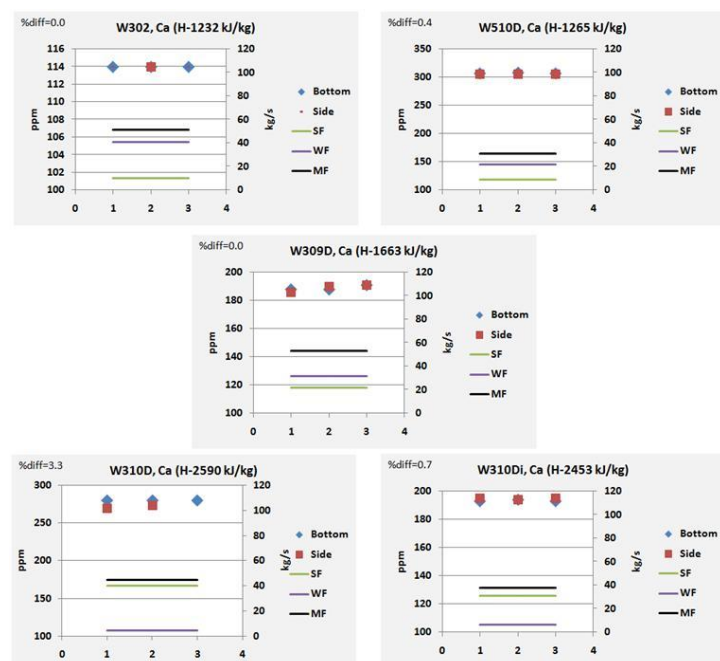 %diff=0.0
W302, Ca (H-1232 kJ/kg)
116
114
112
110
108
106
104
102
100
ppm
120
100
80
60
40
20
0
kg/s
0 1 2 3 4
Bottom
Side
SF
WF
MF
%diff=0.4
W510D, Ca (H-1265 kJ/kg)
350
300
250
200
150
100
ppm
120
100
80
60
40
20
0
kg/s
0 1 2 3 4
Bottom
Side
SF
WF
MF
%diff=0.0
W309D, Ca (H-1663 kJ/kg)
200
180
160
140
120
100
ppm
120
100
80
60
40
20
0
kg/s
0 1 2 3 4
Bottom
Side
SF
WF
MF
%diff=3.3
W310D, Ca (H-2590 kJ/kg)
300
250
200
150
100
ppm
120
100
80
60
40
20
0
kg/s
0 1 2 3 4
Bottom
Side
SF
WF
MF
%diff=0.7
W310Di, Ca (H-2453 kJ/kg)
200
180
160
140
120
100
ppm
120
100
80
60
40
20
0
kg/s
0 1 2 3 4
Bottom
Side
SF
WF
MF